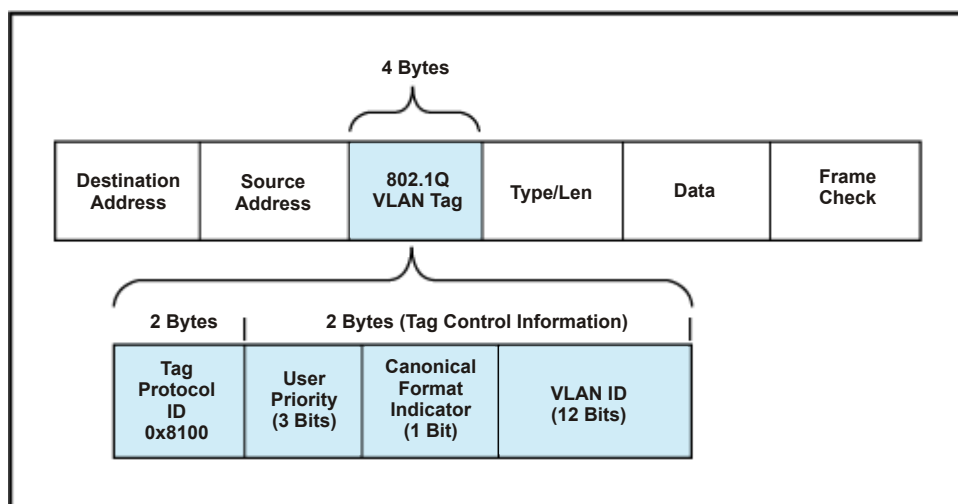 4 Bytes
Destination
Address
Source
Address
802.1Q
VLAN Tag
Type/Len
Data
Frame
Check
2 Bytes
2 Bytes (Tag Control Information)
Tag
Protocol
ID
0x8100
User
Priority
(3 Bits)
Canonical
Format
Indicator
(1 Bit)
VLAN ID
(12 Bits)